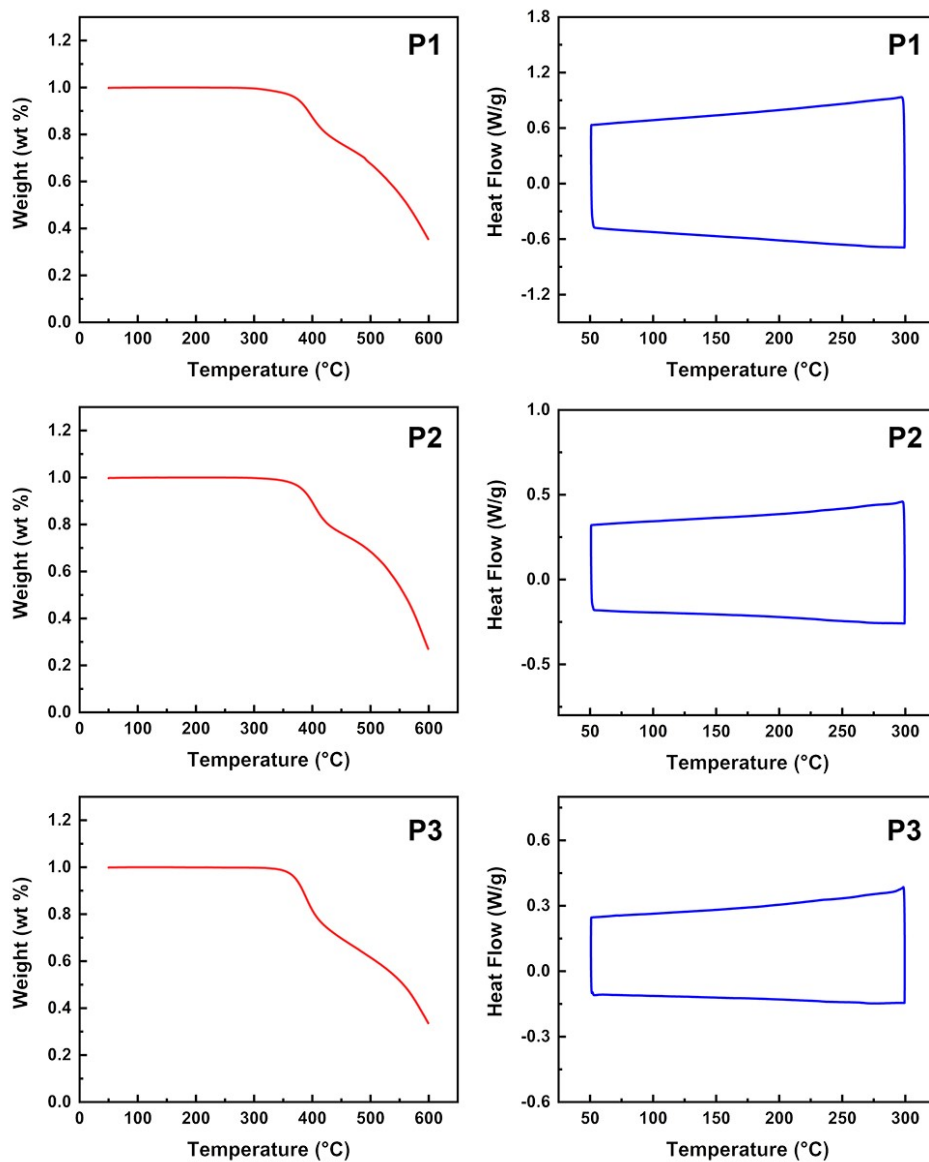 P1
Weight (wt %)
1.2
1.0
0.8
0.6
0.4
0.2
0.0
0 100 200 300 400 500 600
Temperature (°C)
P1
Heat Flow (W/g)
1.8
1.2
0.6
0.0
-0.6
-1.2
50 100 150 200 250 300
Temperature (°C)
P2
Weight (wt %)
1.2
1.0
0.8
0.6
0.4
0.2
0.0
0 100 200 300 400 500 600
Temperature (°C)
P2
Heat Flow (W/g)
1.0
0.5
0.0
-0.5
50 100 150 200 250 300
Temperature (°C)
P3
Weight (wt %)
1.2
1.0
0.8
0.6
0.4
0.2
0.0
0 100 200 300 400 500 600
Temperature (°C)
P3
Heat Flow (W/g)
0.6
0.3
0.0
-0.3
-0.6
50 100 150 200 250 300
Temperature (°C)